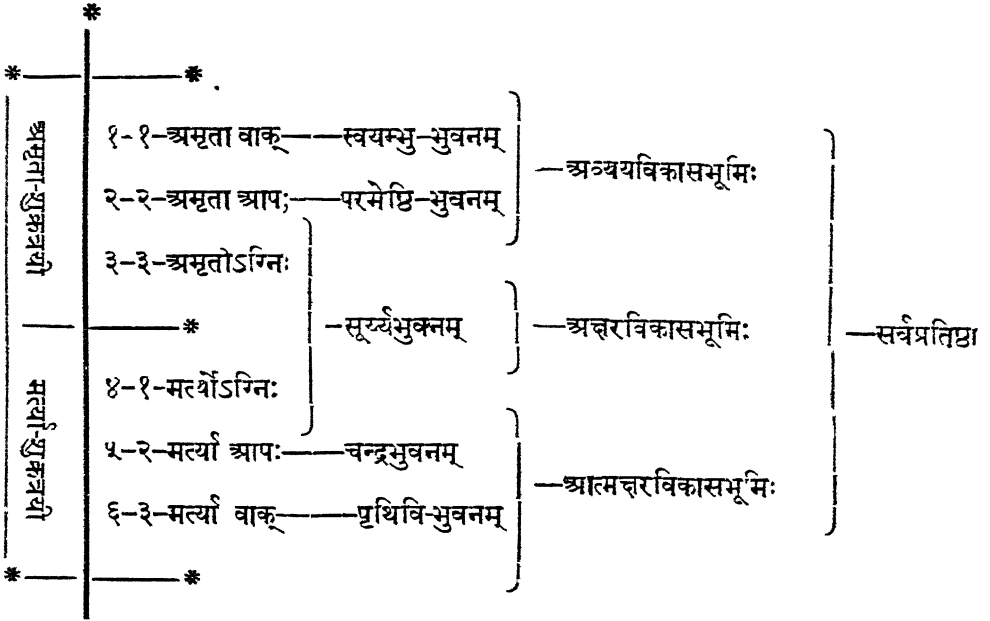 *
*————*
अमृता-शुक्रत्रयी
१-१-अमृता वाक्———स्वयम्भु-भुवनम्
—अव्ययविकासभूमिः
२-२-अमृता आपः;———परमेष्ठि-भुवनम्
३-३-अमृतोऽग्निः
*
-सूर्य्यभुवनम्
—अक्षरविकासभूमिः
—सर्वप्रतिष्ठा
मर्त्या-शुक्रत्रयी
४-१-मर्त्योऽग्निः
५-२-मर्त्या आपः———चन्द्रभुवनम्
—आत्मक्षरविकासभूमिः
६-३-मर्त्या वाक्———पृथिवि-भुवनम्
*————*